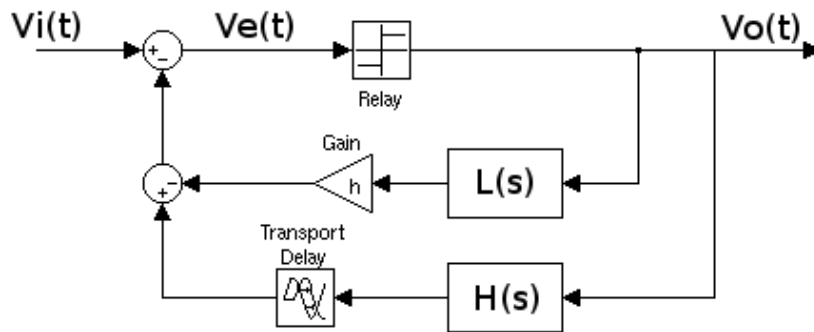 Vi(t)
Ve(t)
Vo(t)
+
−
Relay
Gain
−
+
h
L(s)
Transport
Delay
H(s)